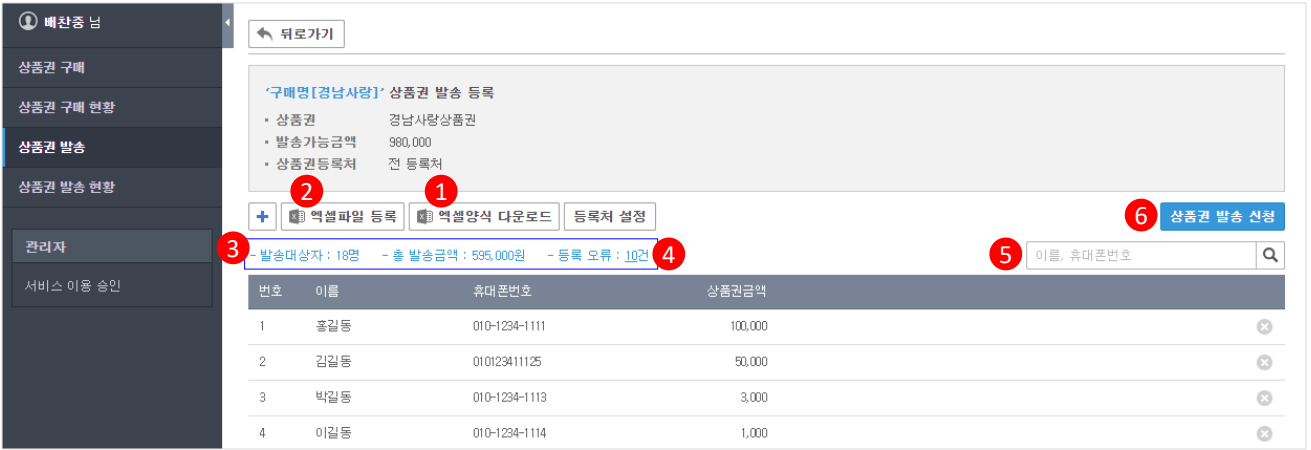 배찬중 님
상품권 구매
상품권 구매 현황
상품권 발송
상품권 발송 현황
관리자
서비스 이용 승인
뒤로가기
'구매명[경남사랑]' 상품권 발송 등록
• 상품권 경남사랑상품권
• 발송가능금액 980,000
• 상품권등록처 전 등록처
2 1
+ 엑셀파일 등록 엑셀양식 다운로드 등록처 설정 6 상품권 발송 신청
3 - 발송대상자 : 18명 - 총 발송금액 : 595,000원 - 등록 오류 : 10건 4 5 이름, 휴대폰번호
번호 이름 휴대폰번호 상품권금액
1 홍길동 010-1234-1111 100,000
2 김길동 010123411125 50,000
3 박길동 010-1234-1113 3,000
4 이길동 010-1234-1114 1,000